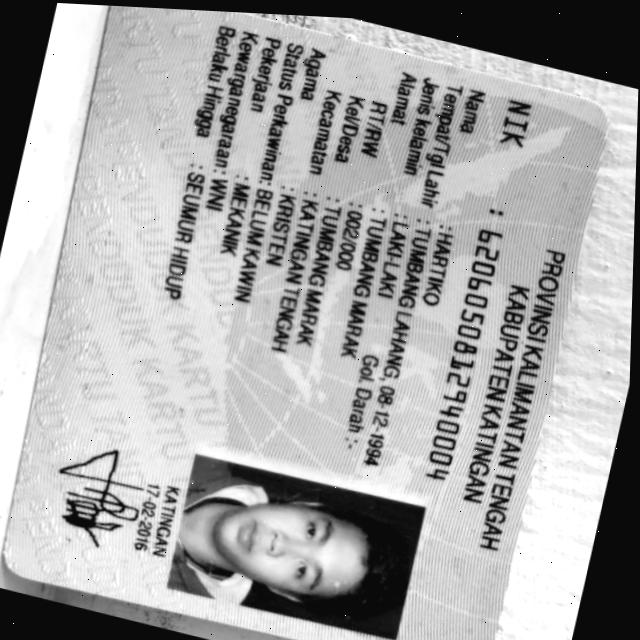 PROVINSI KALIMANTAN TENGAH
KABUPATEN KATINGAN
NIK : 6206050812940004
Nama : HARTIKO
Tempat/Tgl Lahir : TUMBANG LAHANG, 08-12-1994
Jenis kelamin : LAKI-LAKI Gol. Darah : -
Alamat : TUMBANG MARAK
RT/RW : 002/000
Kel/Desa : TUMBANG MARAK
Kecamatan : KATINGAN TENGAH
Agama : KRISTEN
Status Perkawinan: BELUM KAWIN
Pekerjaan : MEKANIK
Kewarganegaraan: WNI
Berlaku Hingga : SEUMUR HIDUP
KATINGAN
17-02-2016